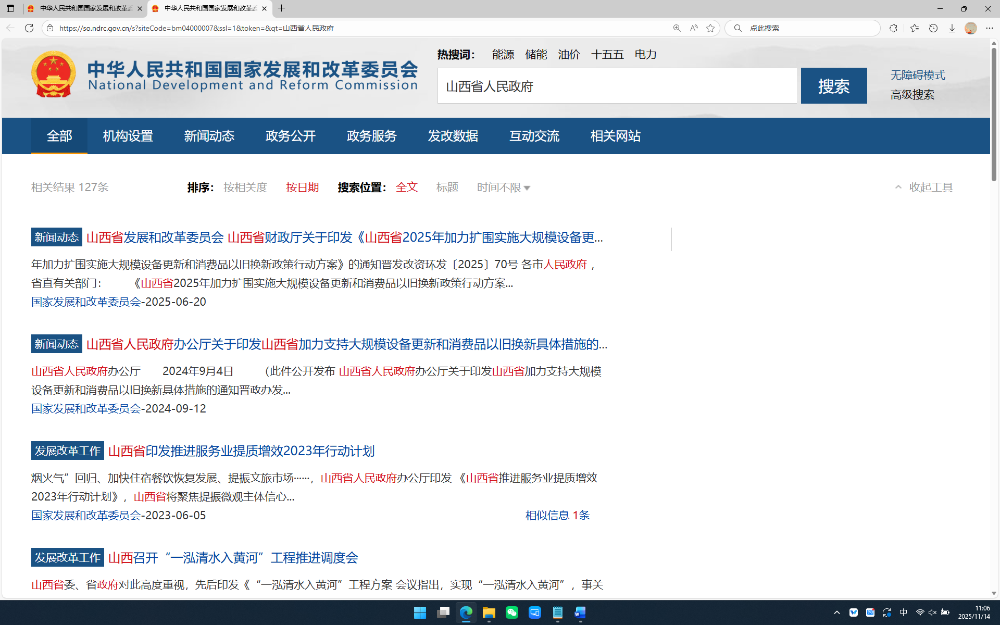 中华人民共和国国家发展和改革委
中华人民共和国国家发展和改革委
https://so.ndrc.gov.cn/s?siteCode=bm04000007&ssl=1&token=&qt=山西省人民政府
点此搜索
中华人民共和国国家发展和改革委员会
National Development and Reform Commission
热搜词： 能源 储能 油价 十五五 电力
山西省人民政府
搜索
无障碍模式
高级搜索
全部 机构设置 新闻动态 政务公开 政务服务 发改数据 互动交流 相关网站
相关结果 127条 排序： 按相关度 按日期 搜索位置： 全文 标题 时间不限 收起工具
新闻动态 山西省发展和改革委员会 山西省财政厅关于印发《山西省2025年加力扩围实施大规模设备更...
年加力扩围实施大规模设备更新和消费品以旧换新政策行动方案》的通知晋发改资环发〔2025〕70号 各市人民政府 ，
省直有关部门： 《山西省2025年加力扩围实施大规模设备更新和消费品以旧换新政策行动方案...
国家发展和改革委员会-2025-06-20
新闻动态 山西省人民政府办公厅关于印发山西省加力支持大规模设备更新和消费品以旧换新具体措施的...
山西省人民政府办公厅 2024年9月4日 （此件公开发布 山西省人民政府办公厅关于印发山西省加力支持大规模
设备更新和消费品以旧换新具体措施的通知晋政办发...
国家发展和改革委员会-2024-09-12
发展改革工作 山西省印发推进服务业提质增效2023年行动计划
烟火气”回归、加快住宿餐饮恢复发展、提振文旅市场……，山西省人民政府办公厅印发 《山西省推进服务业提质增效
2023年行动计划》，山西省将聚焦提振微观主体信心...
国家发展和改革委员会-2023-06-05 相似信息 1条
发展改革工作 山西召开“一泓清水入黄河”工程推进调度会
山西省委、省政府对此高度重视，先后印发《 “一泓清水入黄河”工程方案 会议指出，实现“一泓清水入黄河”，事关
中
11:06
2025/11/14